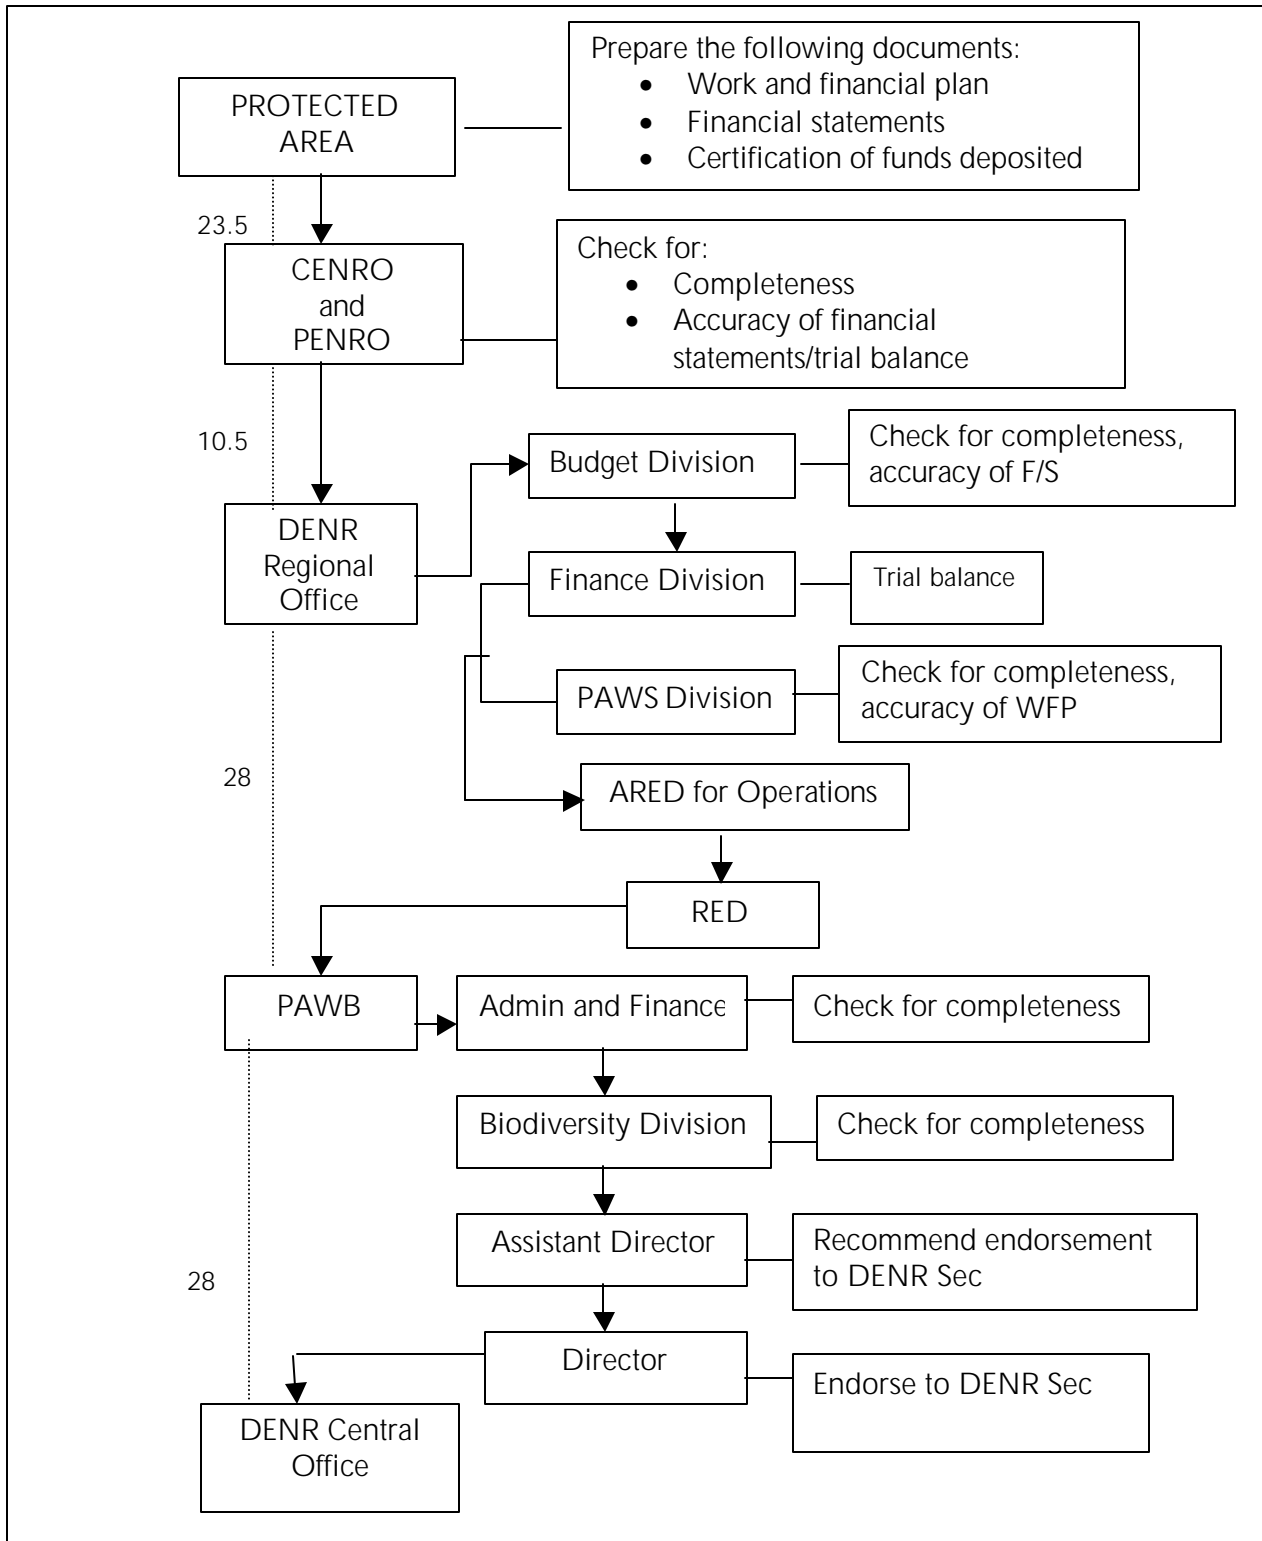 PROTECTED
AREA
Prepare the following documents:
• Work and financial plan
• Financial statements
• Certification of funds deposited
23.5
CENRO
and
PENRO
Check for:
• Completeness
• Accuracy of financial
statements/trial balance
10.5
DENR
Regional
Office
Budget Division
Check for completeness,
accuracy of F/S
Finance Division
Trial balance
PAWS Division
Check for completeness,
accuracy of WFP
28
ARED for Operations
RED
PAWB
Admin and Finance
Check for completeness
Biodiversity Division
Check for completeness
Assistant Director
Recommend endorsement
to DENR Sec
28
Director
Endorse to DENR Sec
DENR Central
Office